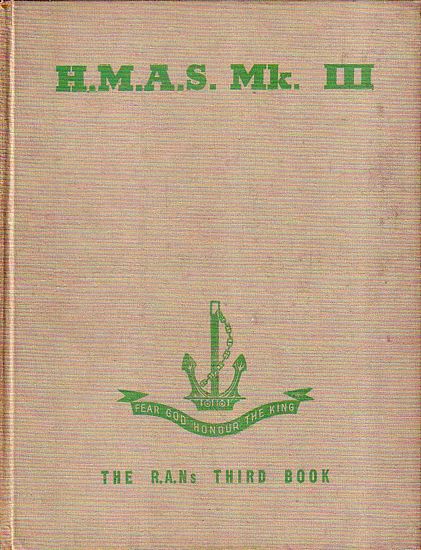 H.M.A.S. Mk. III
FEAR GOD HONOUR THE KING
THE R.A.Ns THIRD BOOK